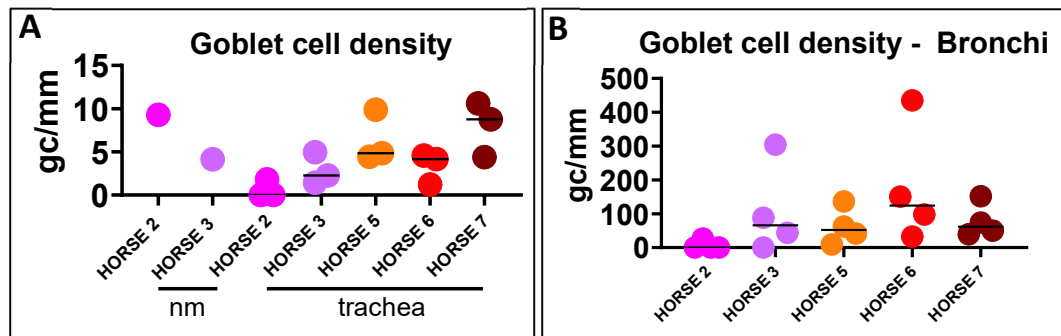 A
Goblet cell density
gc/mm
15
10
5
0
HORSE 2
HORSE 3
HORSE 2
HORSE 3
HORSE 5
HORSE 6
HORSE 7
nm
trachea
B
Goblet cell density - Bronchi
gc/mm
500
400
300
200
100
0
HORSE 2
HORSE 3
HORSE 5
HORSE 6
HORSE 7